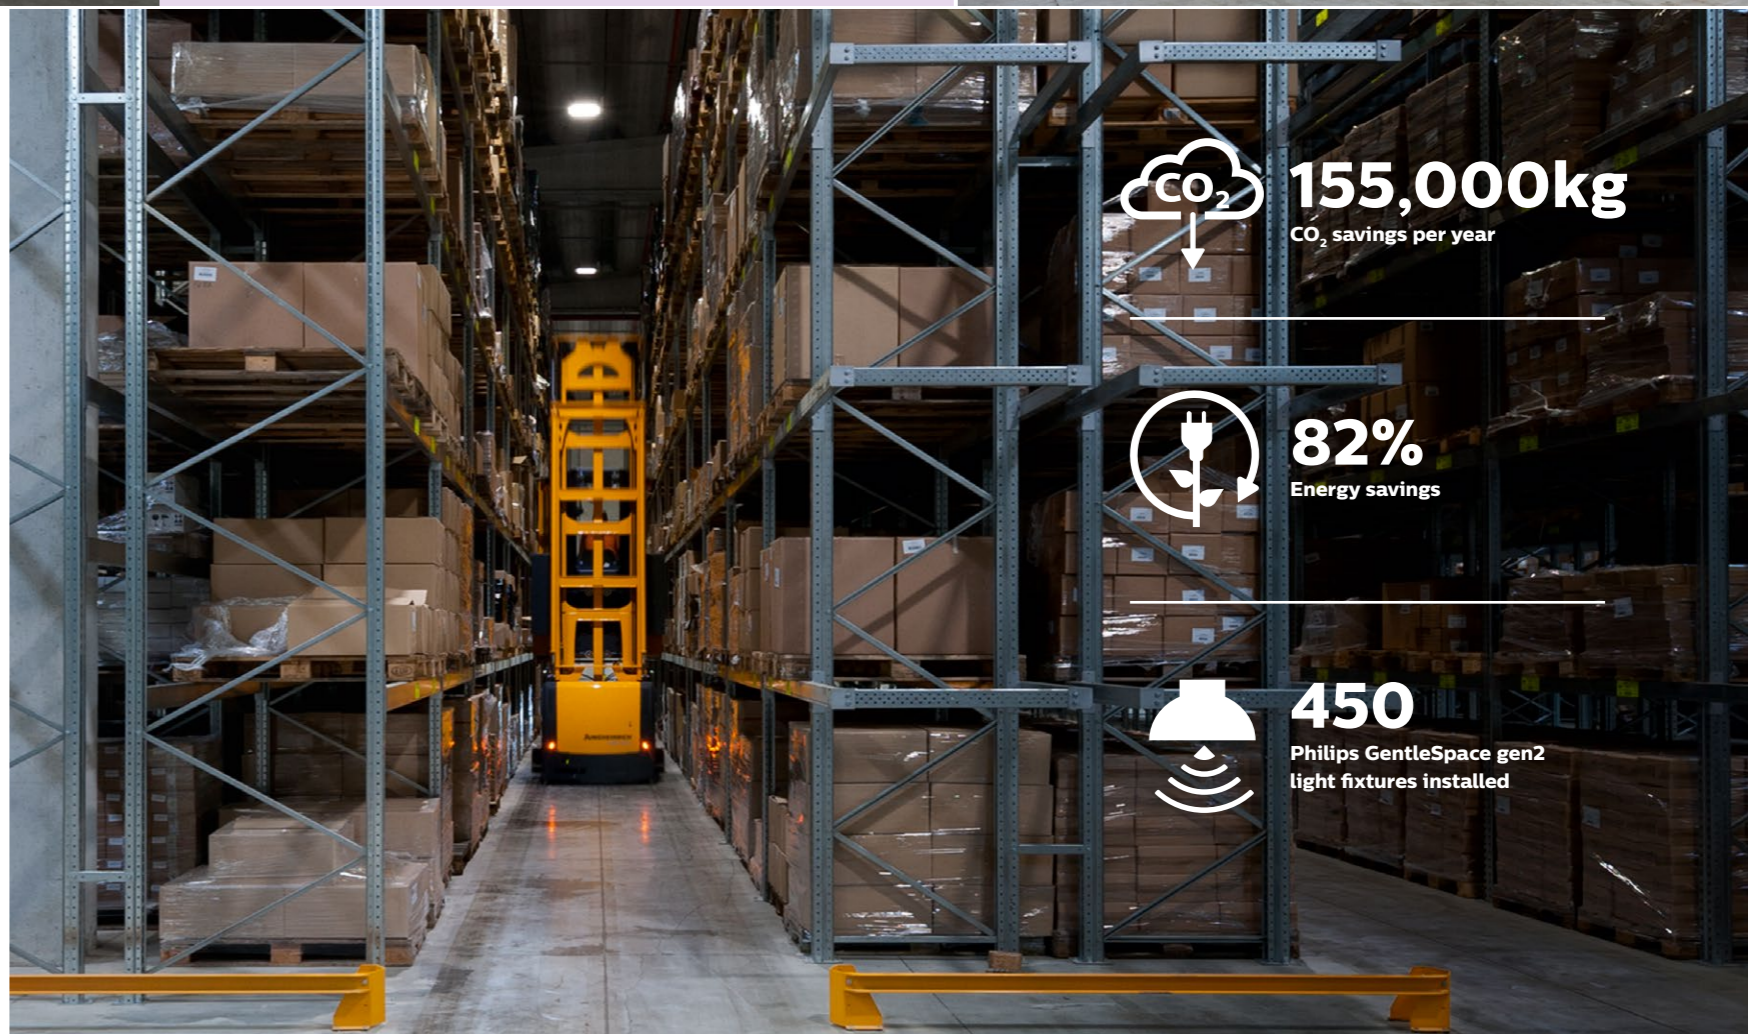 CO₂
155,000kg
CO₂ savings per year
82%
Energy savings
450
Philips GentleSpace gen2
light fixtures installed